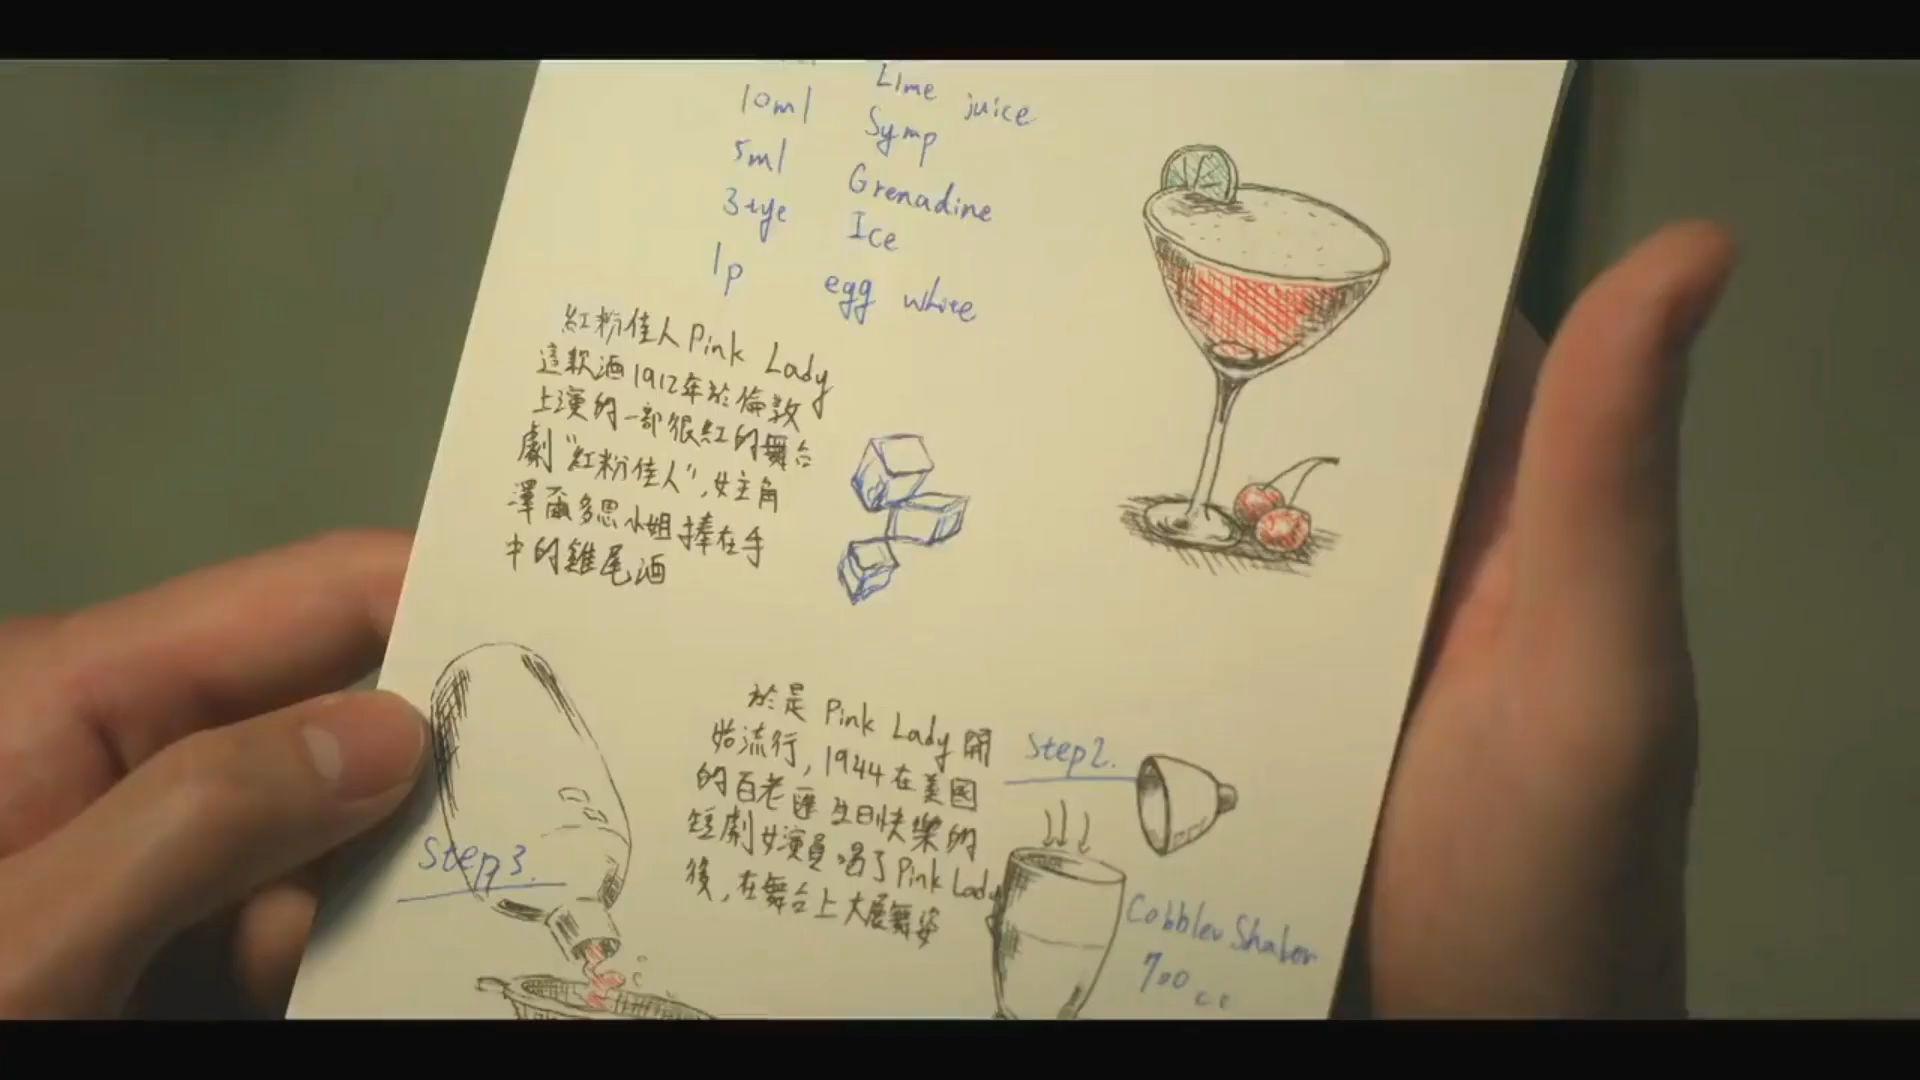 Lime juice
10ml Symp
5ml Grenadine
Ice
1p egg white
紅粉佳人 Pink Lady
這款酒1912年於倫敦
上演的一部很紅的舞台
劇"紅粉佳人",女主角
澤爾多思小姐捧在手
中的雞尾酒
於是 Pink Lady 開
始流行,1944在美国
的百老匯生日快樂的
短劇女演員喝了Pink Lady
後,在舞台上大展舞姿
Step2.
Step3.
Cobbler Shaker
700 cc